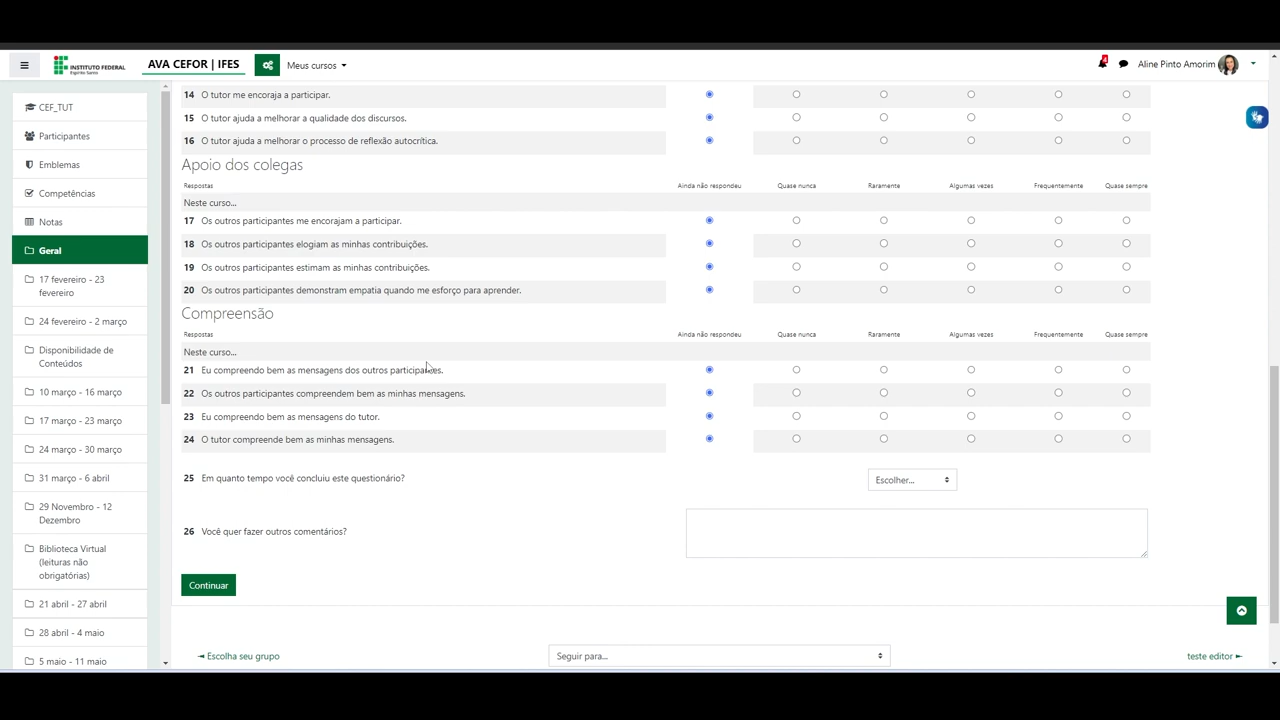 INSTITUTO FEDERAL
Espírito Santo
AVA CEFOR | IFES
Meus cursos
Aline Pinto Amorim
CEF_TUT
Participantes
Emblemas
Competências
Notas
Geral
17 fevereiro - 23
fevereiro
24 fevereiro - 2 março
Disponibilidade de
Conteúdos
10 março - 16 março
17 março - 23 março
24 março - 30 março
31 março - 6 abril
29 Novembro - 12
Dezembro
Biblioteca Virtual
(leituras não
obrigatórias)
21 abril - 27 abril
28 abril - 4 maio
5 maio - 11 maio
14 O tutor me encoraja a participar.
15 O tutor ajuda a melhorar a qualidade dos discursos.
16 O tutor ajuda a melhorar o processo de reflexão autocrítica.
Apoio dos colegas
Respostas Ainda não respondeu Quase nunca Raramente Algumas vezes Frequentemente Quase sempre
Neste curso...
17 Os outros participantes me encorajam a participar.
18 Os outros participantes elogiam as minhas contribuições.
19 Os outros participantes estimam as minhas contribuições.
20 Os outros participantes demonstram empatia quando me esforço para aprender.
Compreensão
Respostas Ainda não respondeu Quase nunca Raramente Algumas vezes Frequentemente Quase sempre
Neste curso...
21 Eu compreendo bem as mensagens dos outros participantes.
22 Os outros participantes compreendem bem as minhas mensagens.
23 Eu compreendo bem as mensagens do tutor.
24 O tutor compreende bem as minhas mensagens.
25 Em quanto tempo você concluiu este questionário? Escolher...
26 Você quer fazer outros comentários?
Continuar
◄ Escolha seu grupo
Seguir para...
teste editor ►